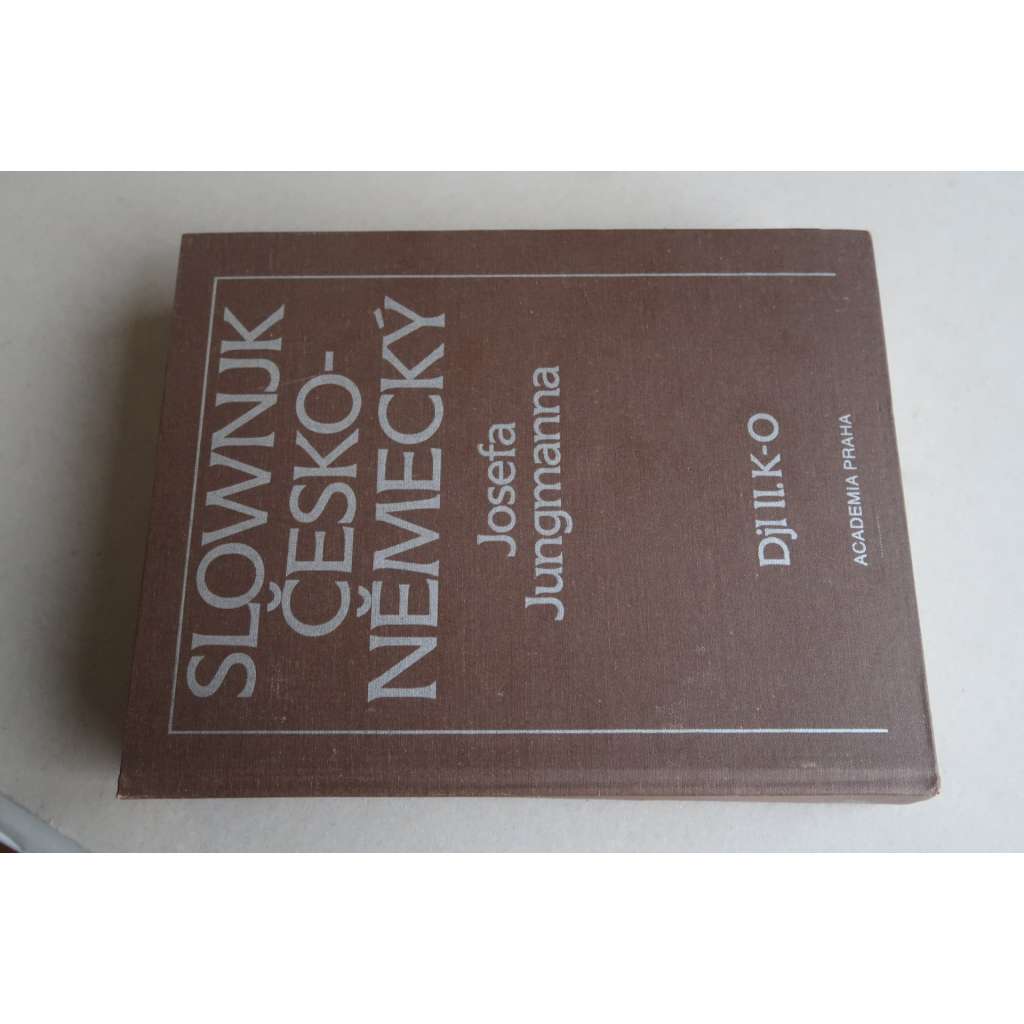 SLOWNJK
ČESKO-
NĚMECKÝ
Josefa
Jungmanna
Djl II. K-O
ACADEMIA PRAHA